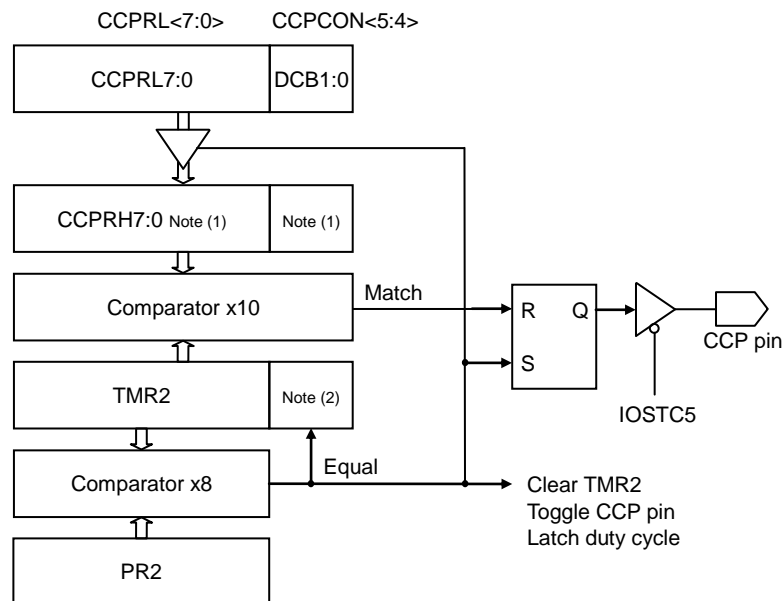 CCPRL<7:0> CCPCON<5:4>
CCPRL7:0 DCB1:0
CCPRH7:0 Note (1) Note (1)
Comparator x10
Match
R Q
S
CCP pin
IOSTC5
TMR2 Note (2)
Equal
Comparator x8
Clear TMR2
Toggle CCP pin
Latch duty cycle
PR2